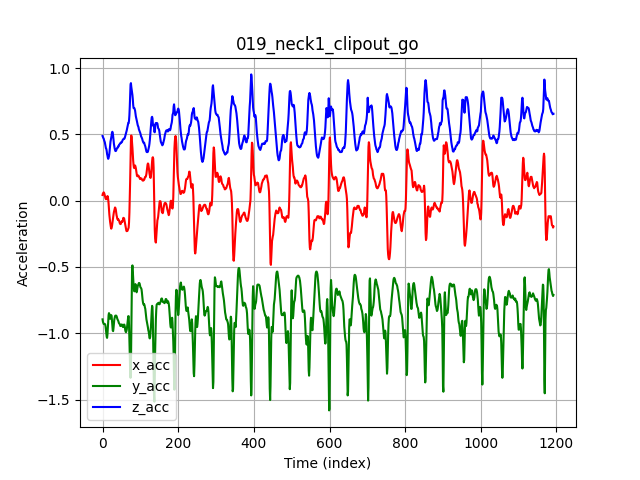 019_neck1_clipout_go
1.0
0.5
0.0
−0.5
−1.0
−1.5
Acceleration
x_acc
y_acc
z_acc
0 200 400 600 800 1000 1200
Time (index)